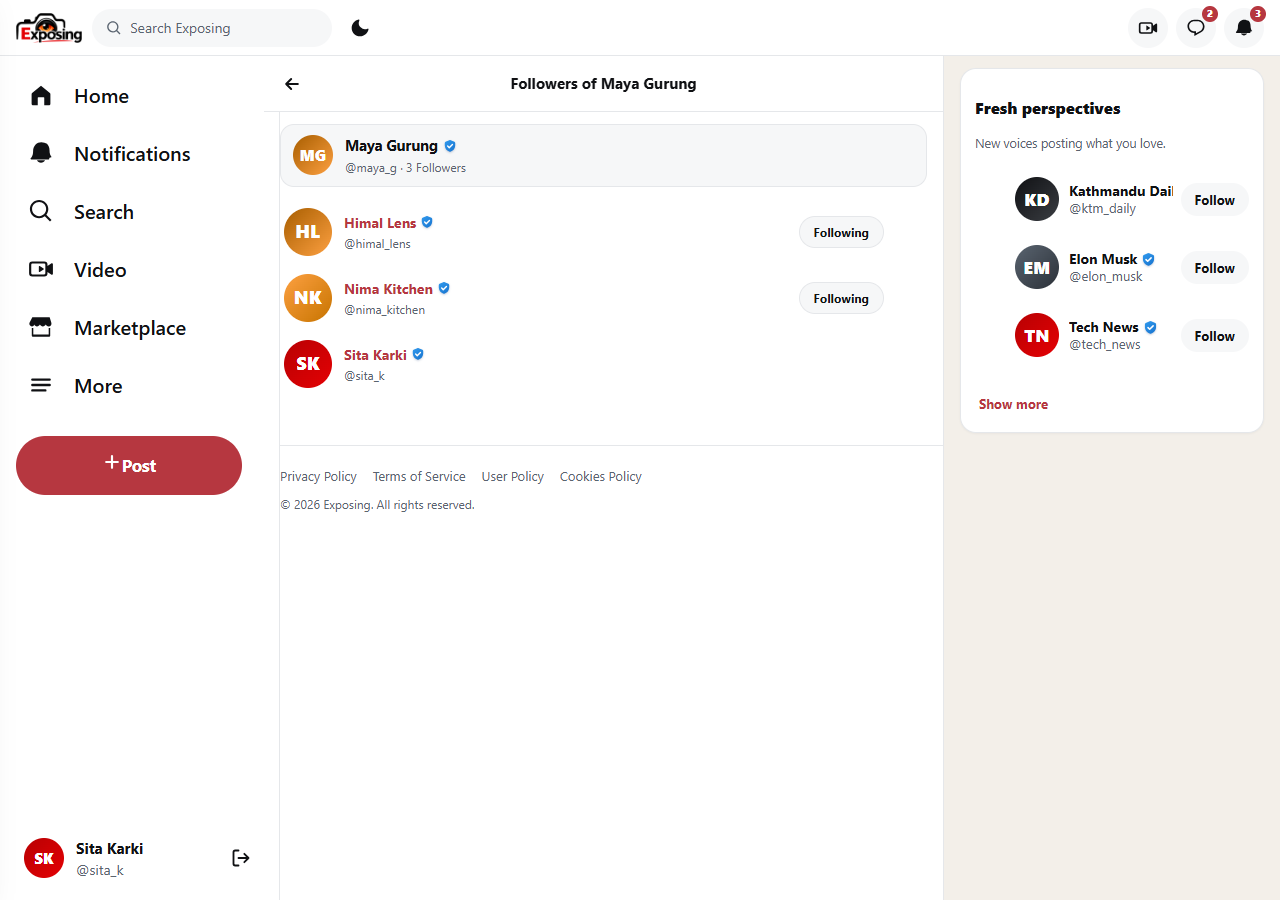 Exposing
Search Exposing
2
3
Home
Notifications
Search
Video
Marketplace
More
Post
Sita Karki
SK
@sita_k
Followers of Maya Gurung
MG
Maya Gurung
@maya_g · 3 Followers
HL
Himal Lens
@himal_lens
Following
NK
Nima Kitchen
@nima_kitchen
Following
SK
Sita Karki
@sita_k
Privacy Policy Terms of Service User Policy Cookies Policy
© 2026 Exposing. All rights reserved.
Fresh perspectives
New voices posting what you love.
KD
Kathmandu Dail
@ktm_daily
Follow
EM
Elon Musk
@elon_musk
Follow
TN
Tech News
@tech_news
Follow
Show more